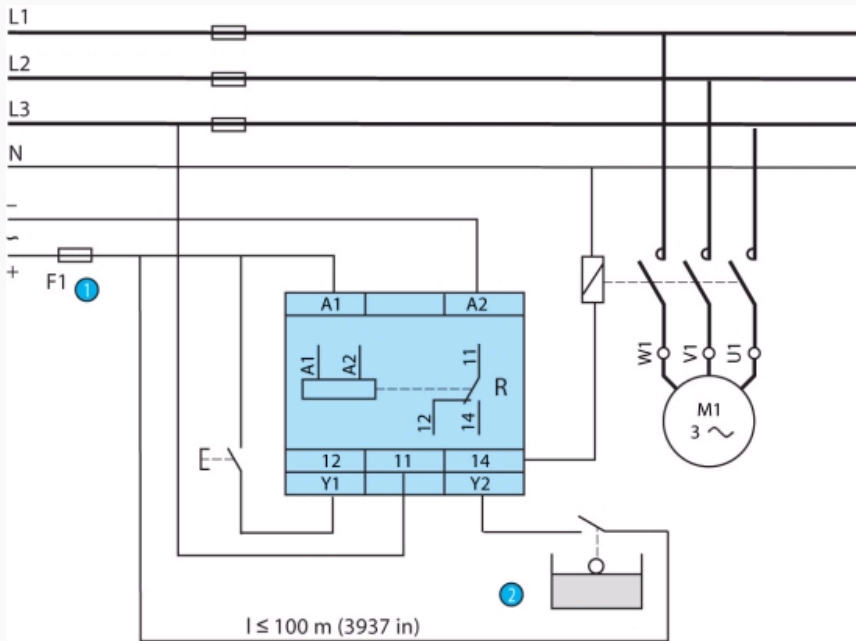 L1
L2
L3
N
–
~
+
F1
1
A1 A2
A1 A2 11
R
12 14
12 11 14
Y1 Y2
W1 V1 U1
M1
3 ~
2
l ≤ 100 m (3937 in)